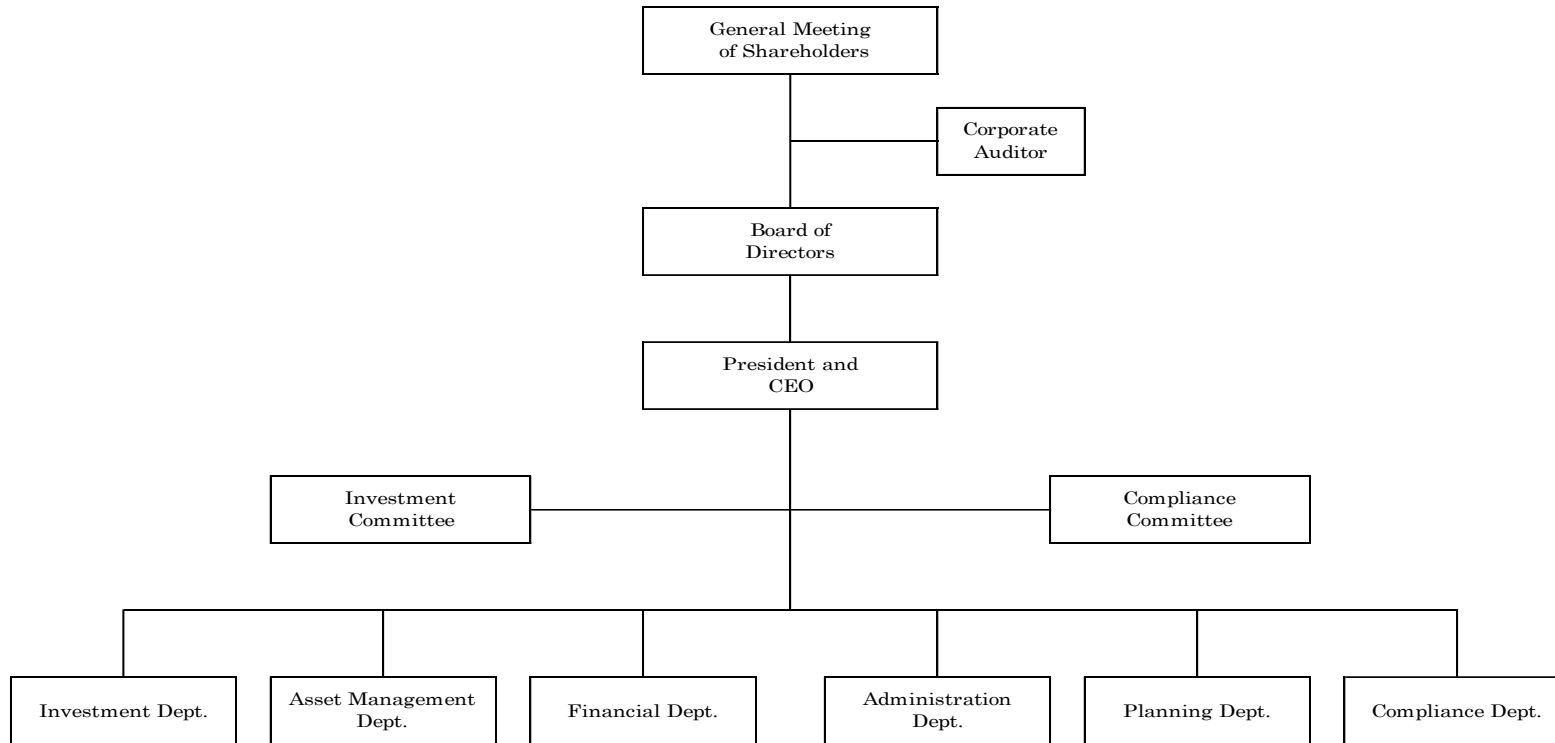 General Meeting
of Shareholders
Corporate
Auditor
Board of
Directors
President and
CEO
Investment
Committee
Compliance
Committee
Investment Dept.
Asset Management
Dept.
Financial Dept.
Administration
Dept.
Planning Dept.
Compliance Dept.